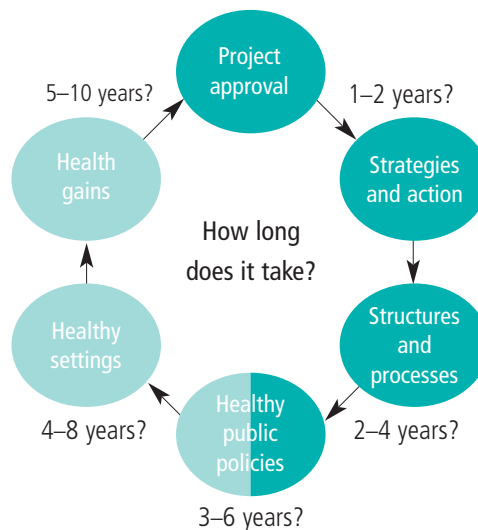 Project
approval
1–2 years?
Strategies
and action
Structures
and
processes
2–4 years?
Healthy
public
policies
3–6 years?
Healthy
settings
4–8 years?
Health
gains
5–10 years?
How long
does it take?